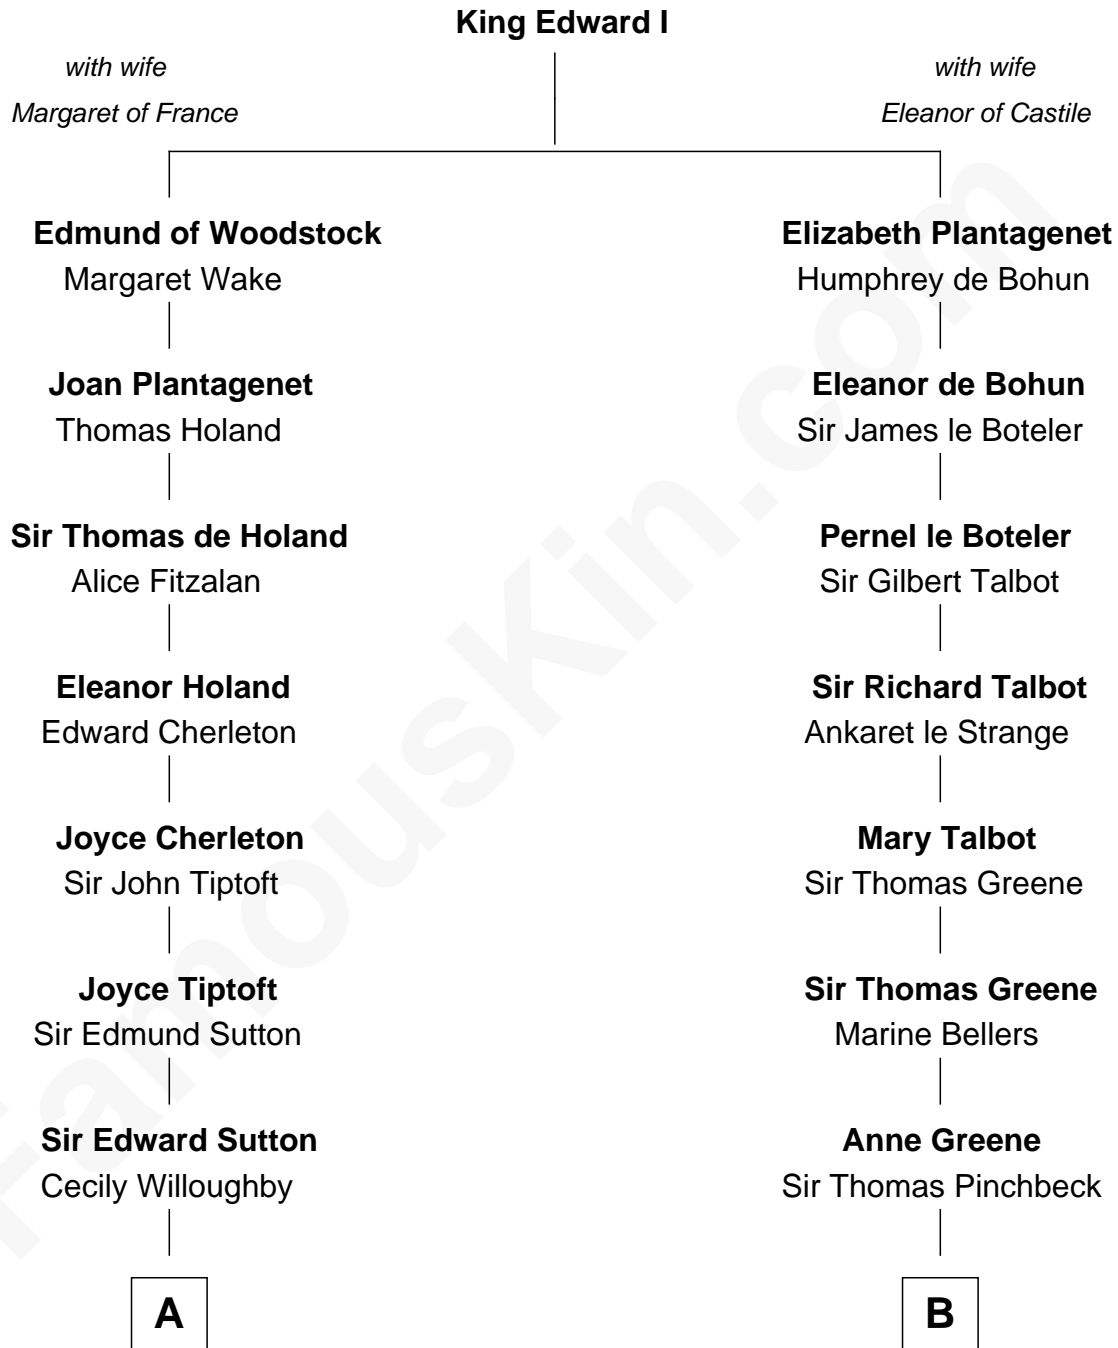 King Edward I
with wife
Margaret of France
with wife
Eleanor of Castile
Edmund of Woodstock
Margaret Wake
Elizabeth Plantagenet
Humphrey de Bohun
Joan Plantagenet
Thomas Holand
Eleanor de Bohun
Sir James le Boteler
Sir Thomas de Holand
Alice Fitzalan
Pernel le Boteler
Sir Gilbert Talbot
Eleanor Holand
Edward Cherleton
Sir Richard Talbot
Ankaret le Strange
Joyce Cherleton
Sir John Tiptoft
Mary Talbot
Sir Thomas Greene
Joyce Tiptoft
Sir Edmund Sutton
Sir Thomas Greene
Marine Bellers
Sir Edward Sutton
Cecily Willoughby
Anne Greene
Sir Thomas Pinchbeck
A
B
FamousKin.com